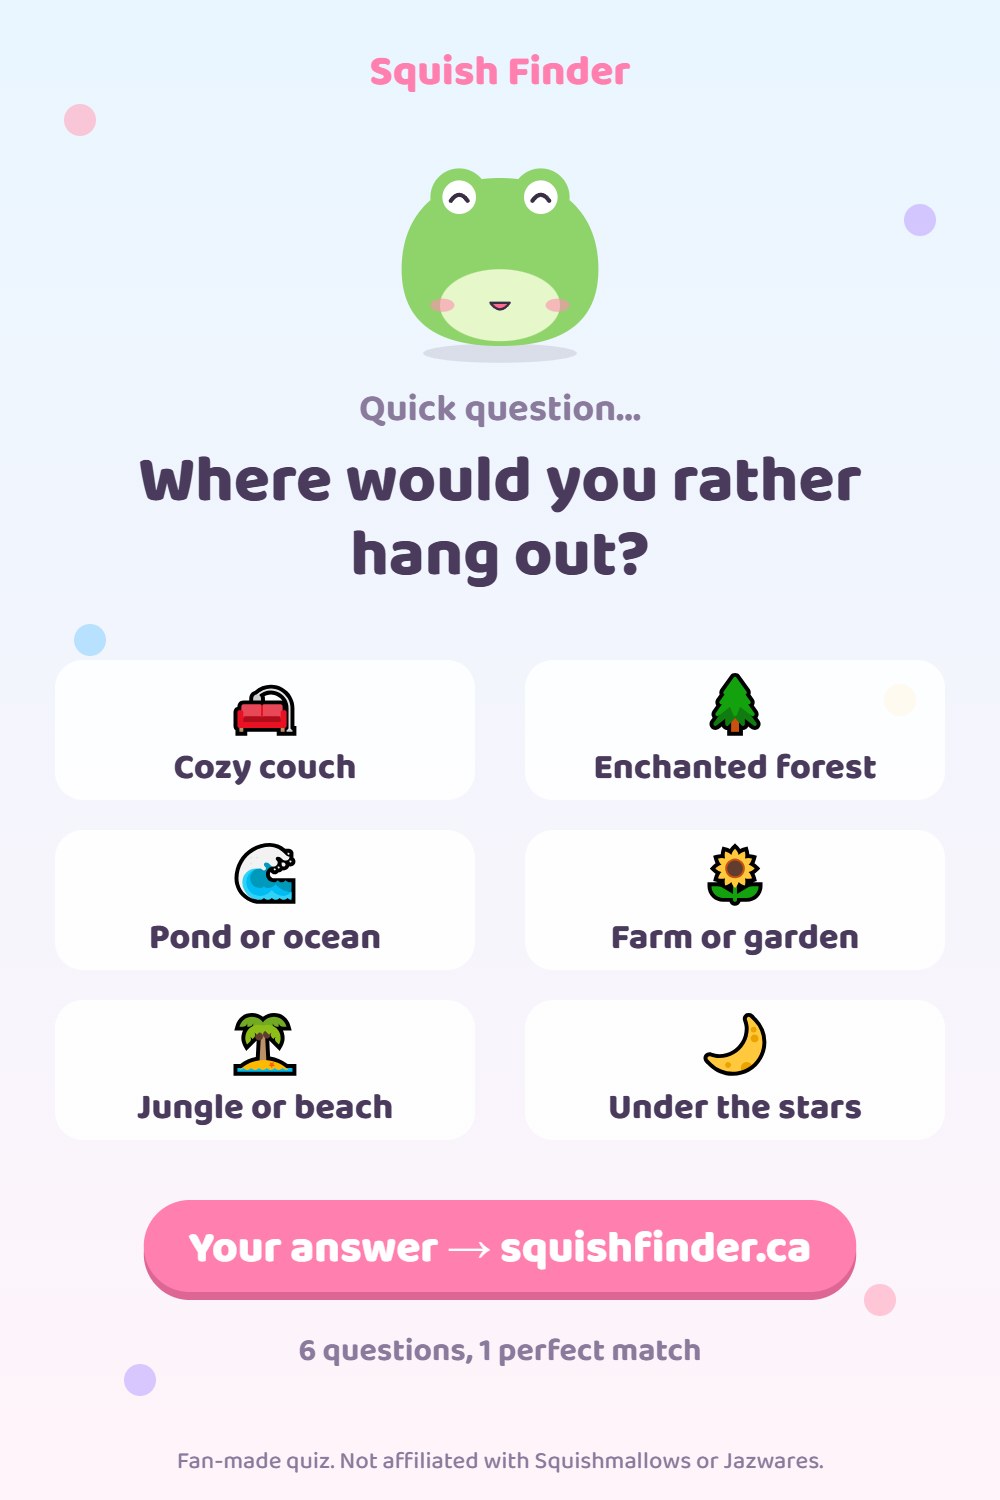 Squish Finder
Quick question...
Where would you rather
hang out?
Cozy couch
Enchanted forest
Pond or ocean
Farm or garden
Jungle or beach
Under the stars
Your answer → squishfinder.ca
6 questions, 1 perfect match
Fan-made quiz. Not affiliated with Squishmallows or Jazwares.